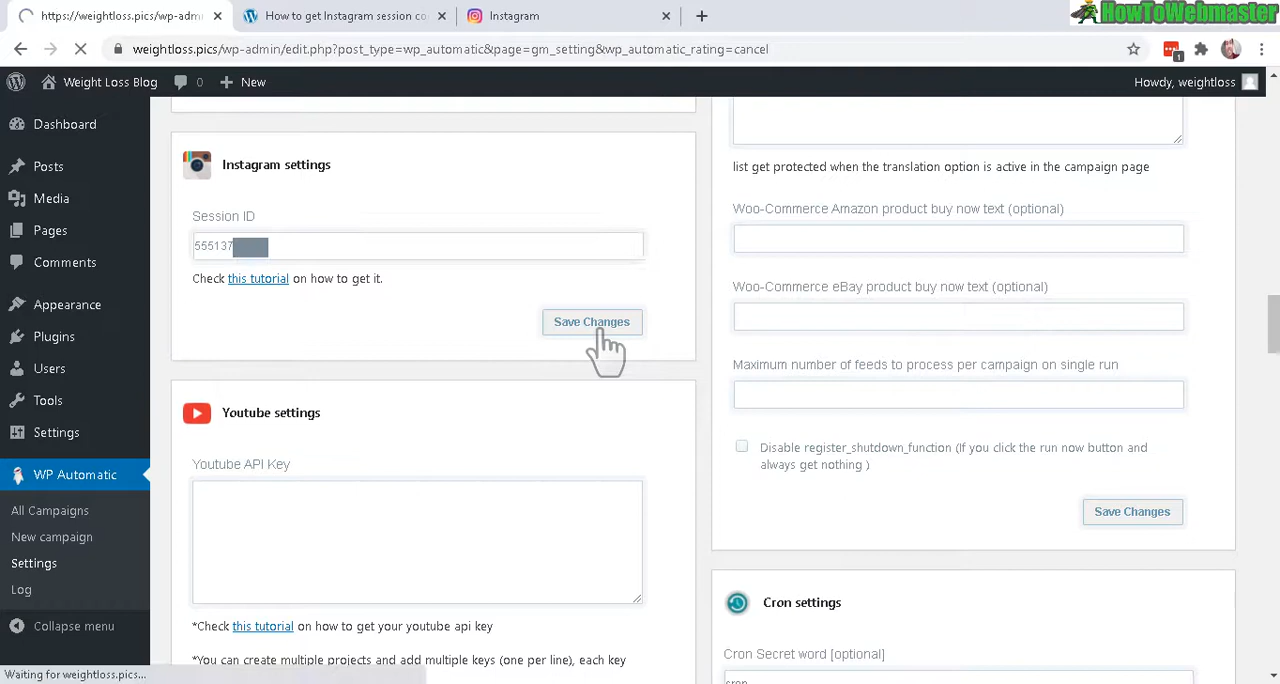 https://weightloss.pics/wp-adm
How to get Instagram session co
Instagram
HowToWebmaster
weightloss.pics/wp-admin/edit.php?post_type=wp_automatic&page=gm_setting&wp_automatic_rating=cancel
1
Weight Loss Blog
0
New
Howdy, weightloss
Dashboard
Posts
Media
Pages
Comments
Appearance
Plugins
Users
Tools
Settings
WP Automatic
All Campaigns
New campaign
Settings
Log
Collapse menu
Waiting for weightloss.pics...
Instagram settings
Session ID
555137
Check this tutorial on how to get it.
Save Changes
Youtube settings
Youtube API Key
*Check this tutorial on how to get your youtube api key
*You can create multiple projects and add multiple keys (one per line), each key
list get protected when the translation option is active in the campaign page
Woo-Commerce Amazon product buy now text (optional)
Woo-Commerce eBay product buy now text (optional)
Maximum number of feeds to process per campaign on single run
Disable register_shutdown_function (If you click the run now button and
always get nothing )
Save Changes
Cron settings
Cron Secret word [optional]
cron